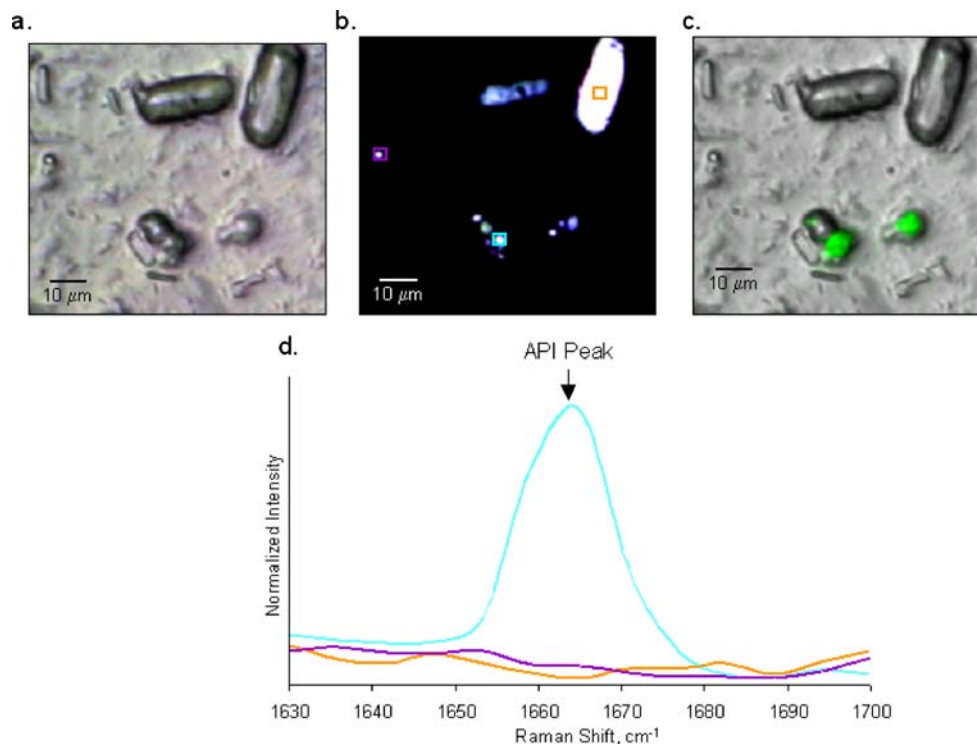 a.
b.
c.
10 μm
10 μm
10 μm
d.
API Peak
Normalized Intensity
1630 1640 1650 1660 1670 1680 1690 1700
Raman Shift, cm-1